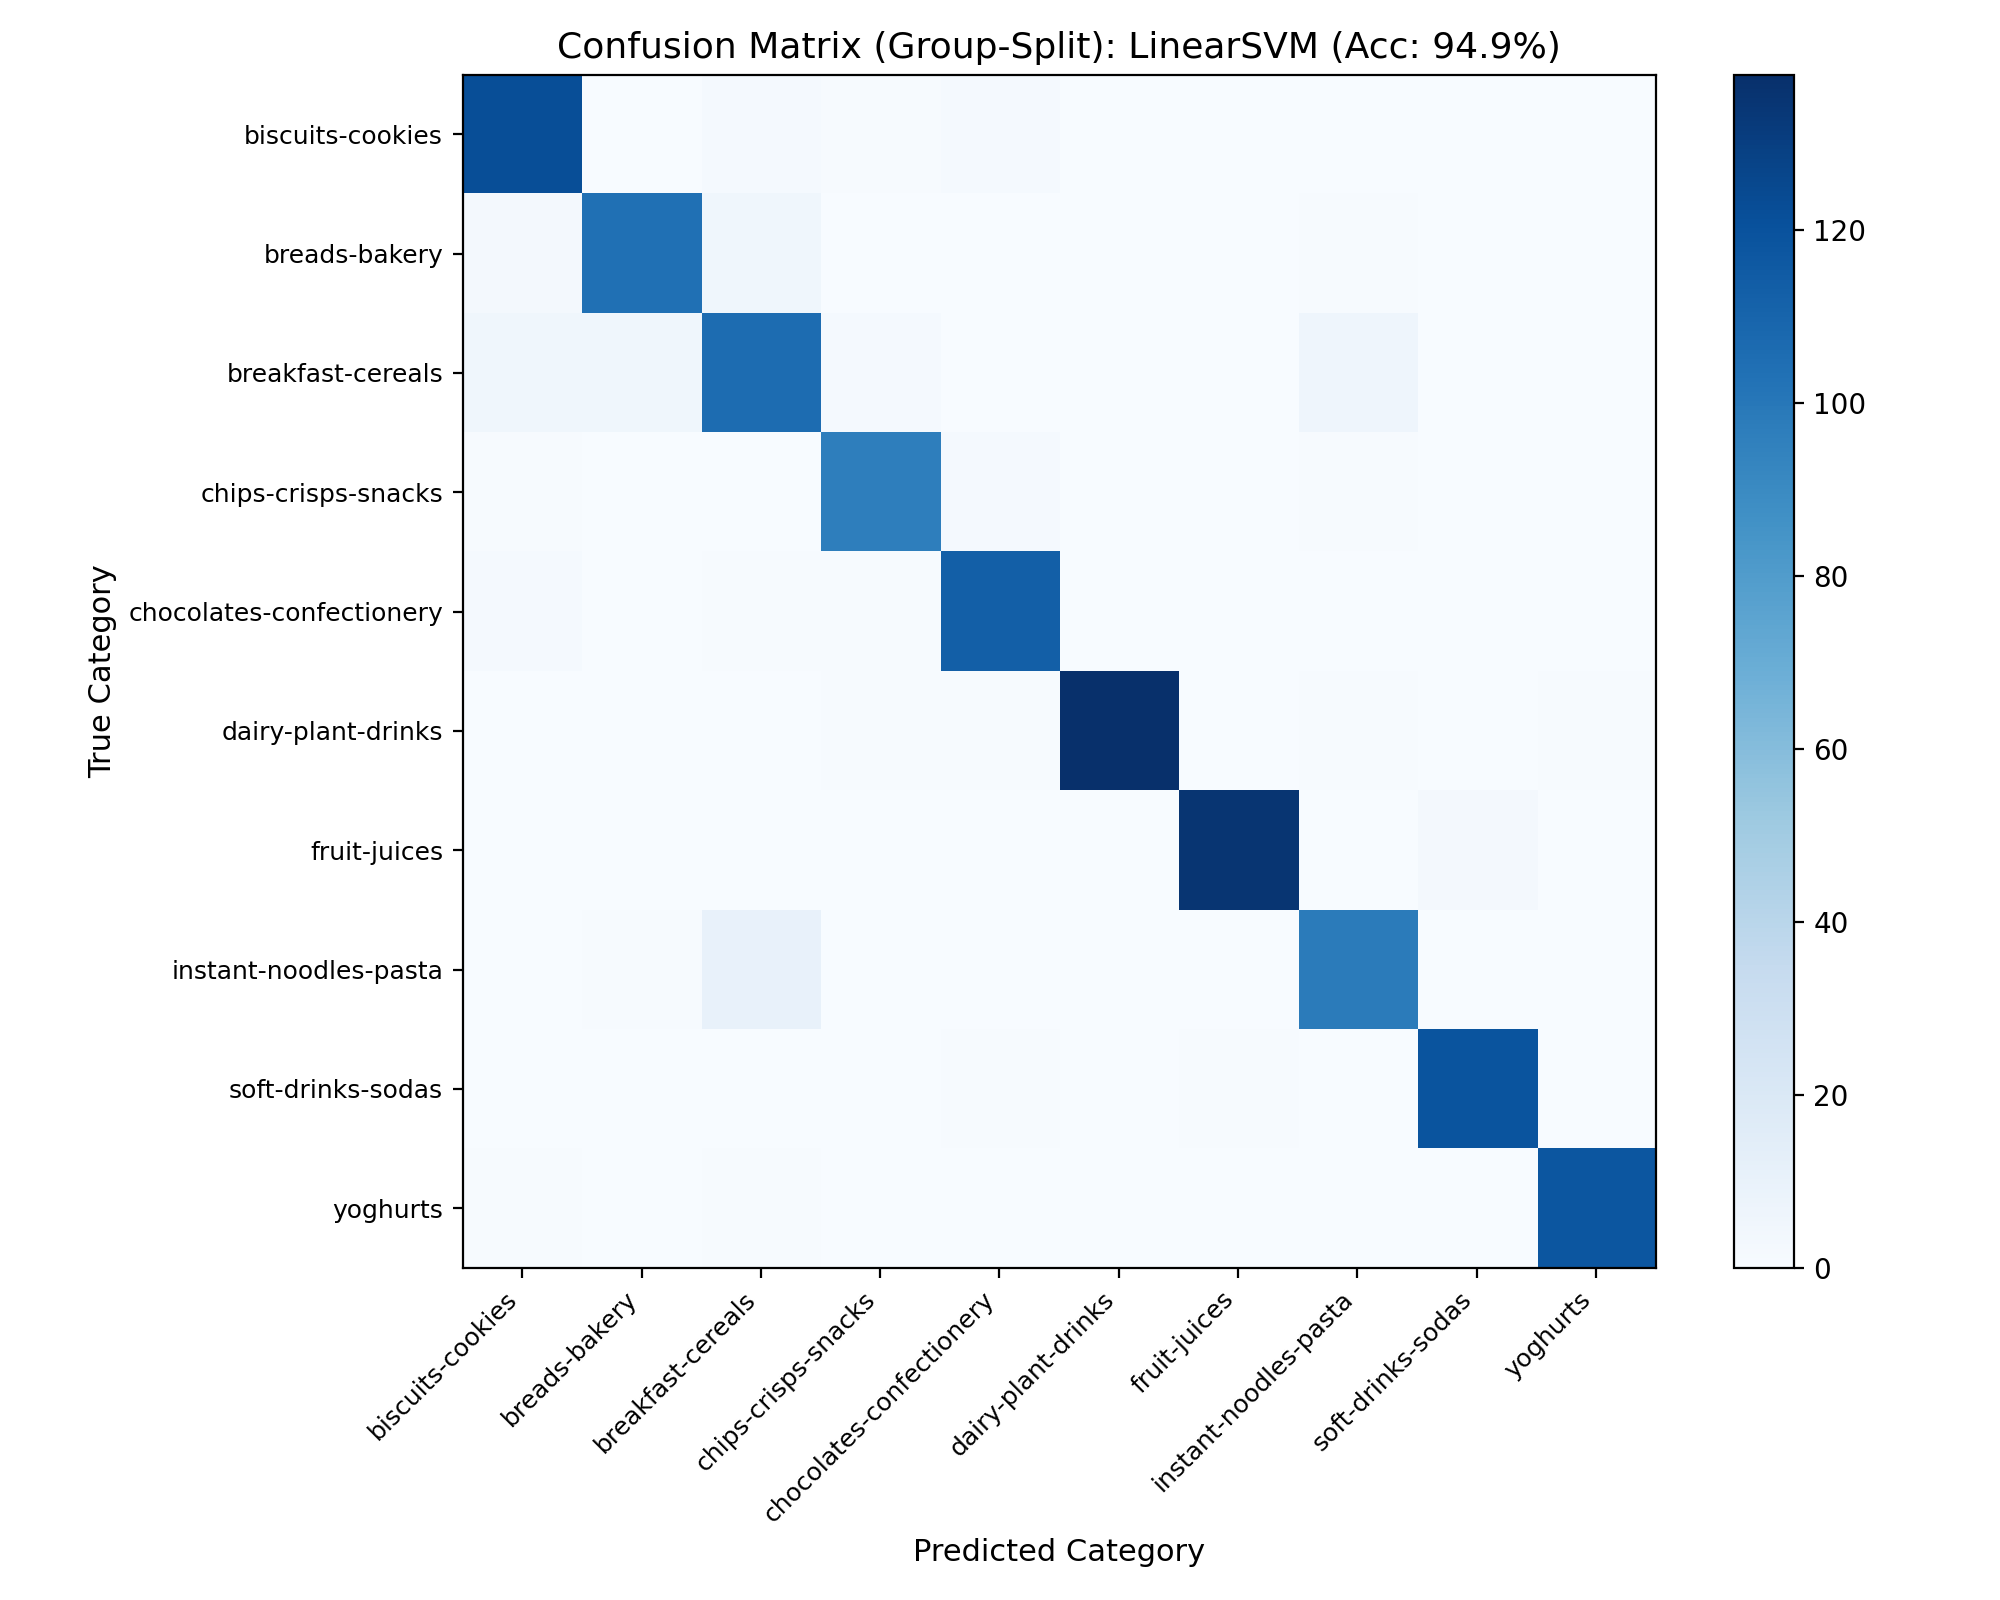 Confusion Matrix (Group-Split): LinearSVM (Acc: 94.9%)
True Category
biscuits-cookies
breads-bakery
breakfast-cereals
chips-crisps-snacks
chocolates-confectionery
dairy-plant-drinks
fruit-juices
instant-noodles-pasta
soft-drinks-sodas
yoghurts
biscuits-cookies
breads-bakery
breakfast-cereals
chips-crisps-snacks
chocolates-confectionery
dairy-plant-drinks
fruit-juices
instant-noodles-pasta
soft-drinks-sodas
yoghurts
Predicted Category
120
100
80
60
40
20
0